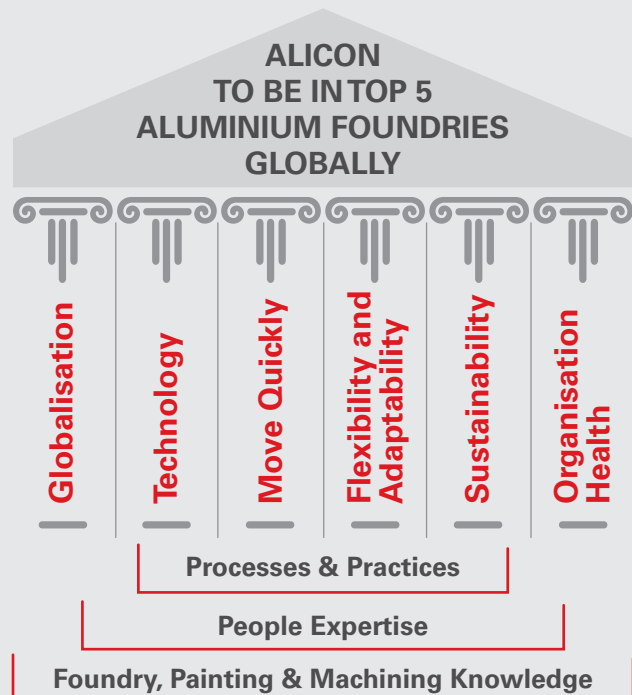 ALICON
TO BE IN TOP 5
ALUMINIUM FOUNDRIES
GLOBALLY
Globalisation
Technology
Move Quickly
Flexibility and
Adaptability
Sustainability
Organisation
Health
Processes & Practices
People Expertise
Foundry, Painting & Machining Knowledge